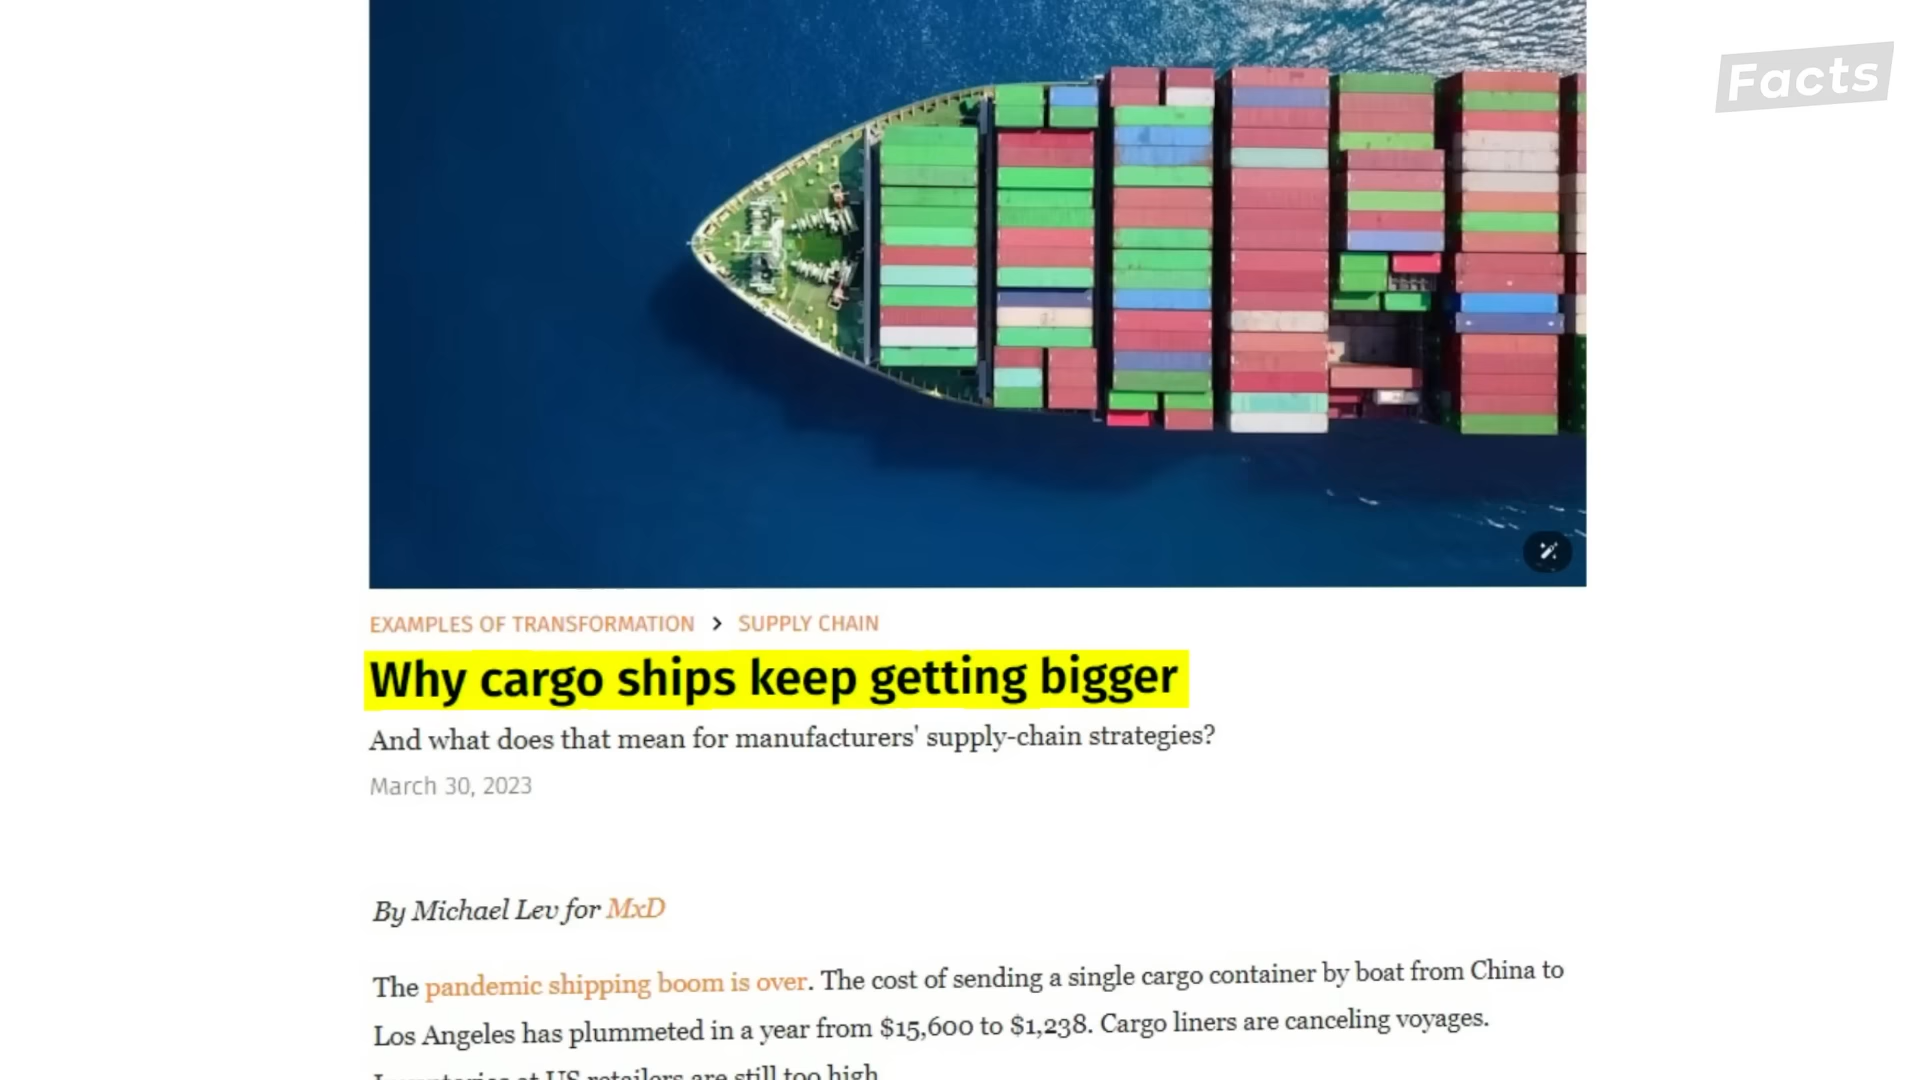 Facts
EXAMPLES OF TRANSFORMATION > SUPPLY CHAIN
Why cargo ships keep getting bigger
And what does that mean for manufacturers' supply-chain strategies?
March 30, 2023
By Michael Lev for MxD
The pandemic shipping boom is over. The cost of sending a single cargo container by boat from China to
Los Angeles has plummeted in a year from $15,600 to $1,238. Cargo liners are canceling voyages.
Inventories at US retailers are still too high